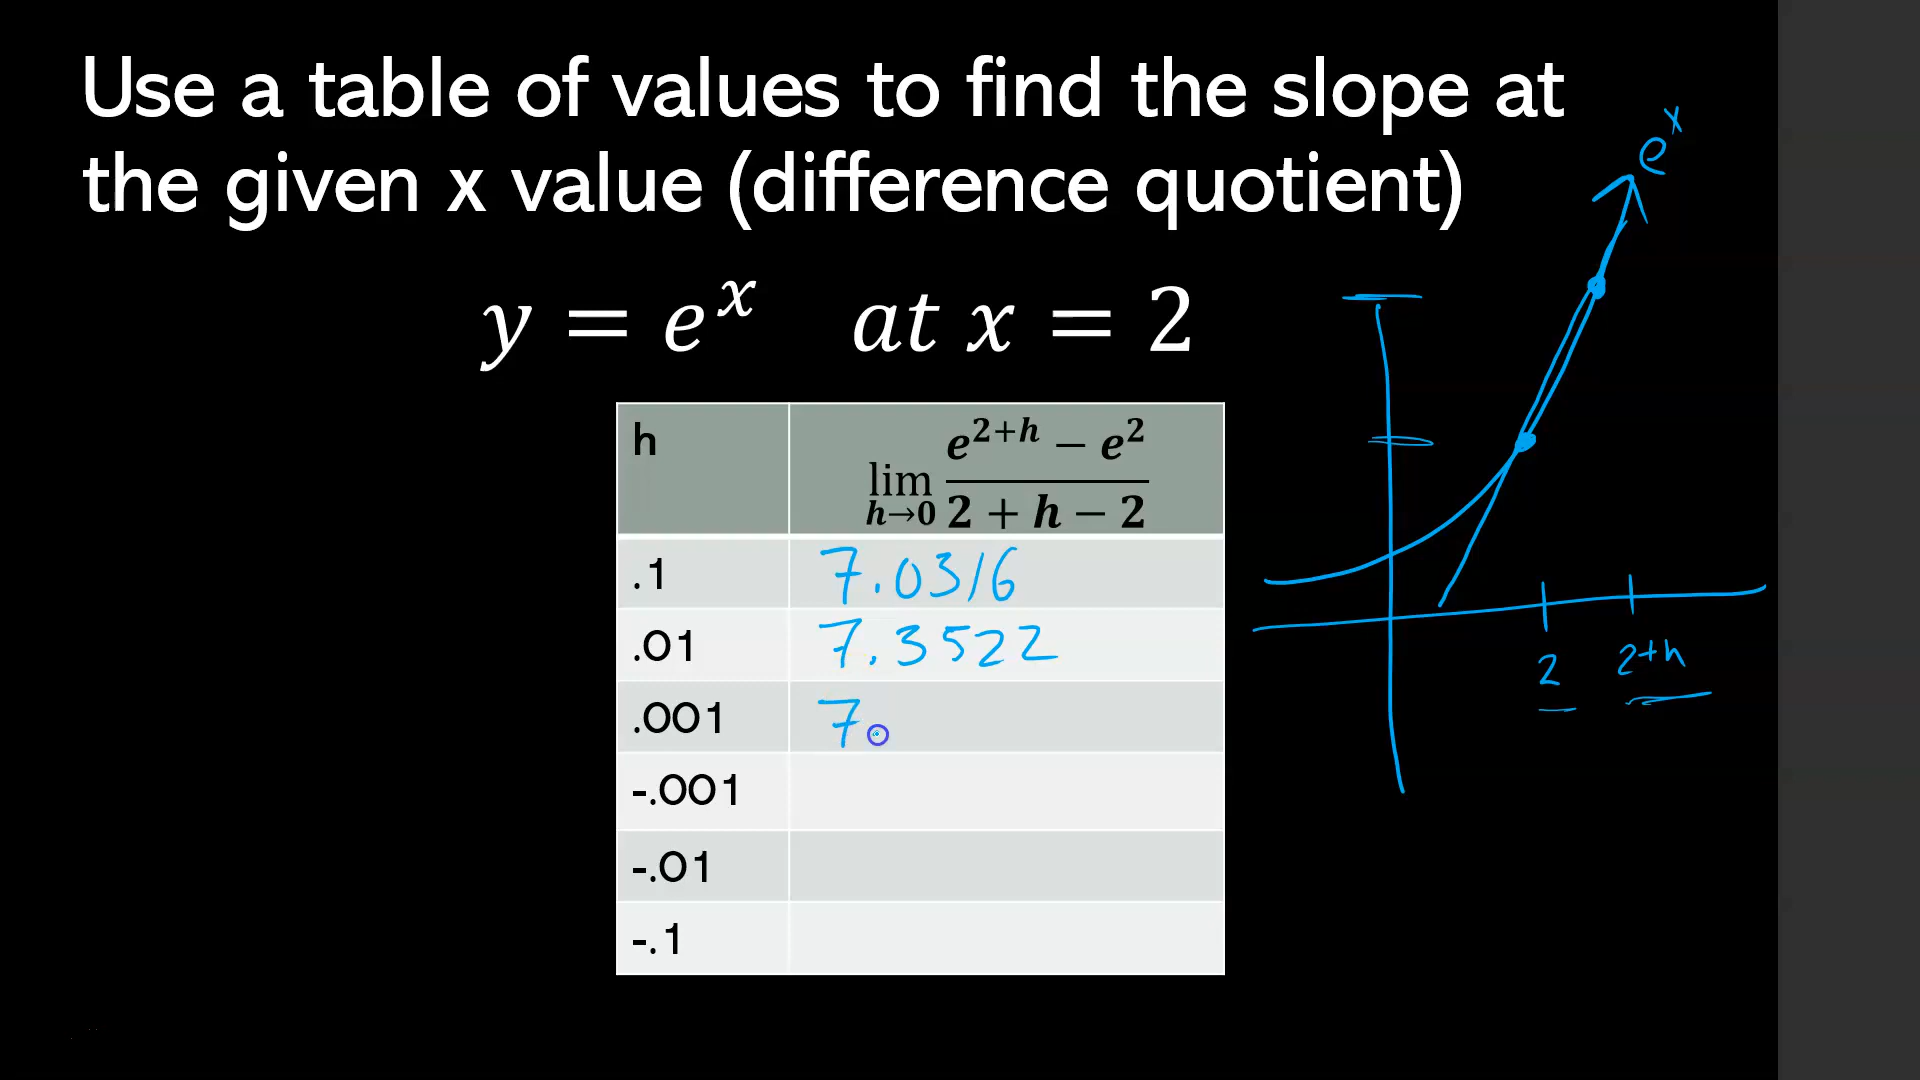 Use a table of values to find the slope at
the given x value (difference quotient)
y = e^x at x = 2
h
lim h→0 (e^{2+h} − e^2)/(2 + h − 2)
.1 7.0316
.01 7.3522
.001 7.
-.001
-.01
-.1
e^x
2 2+h